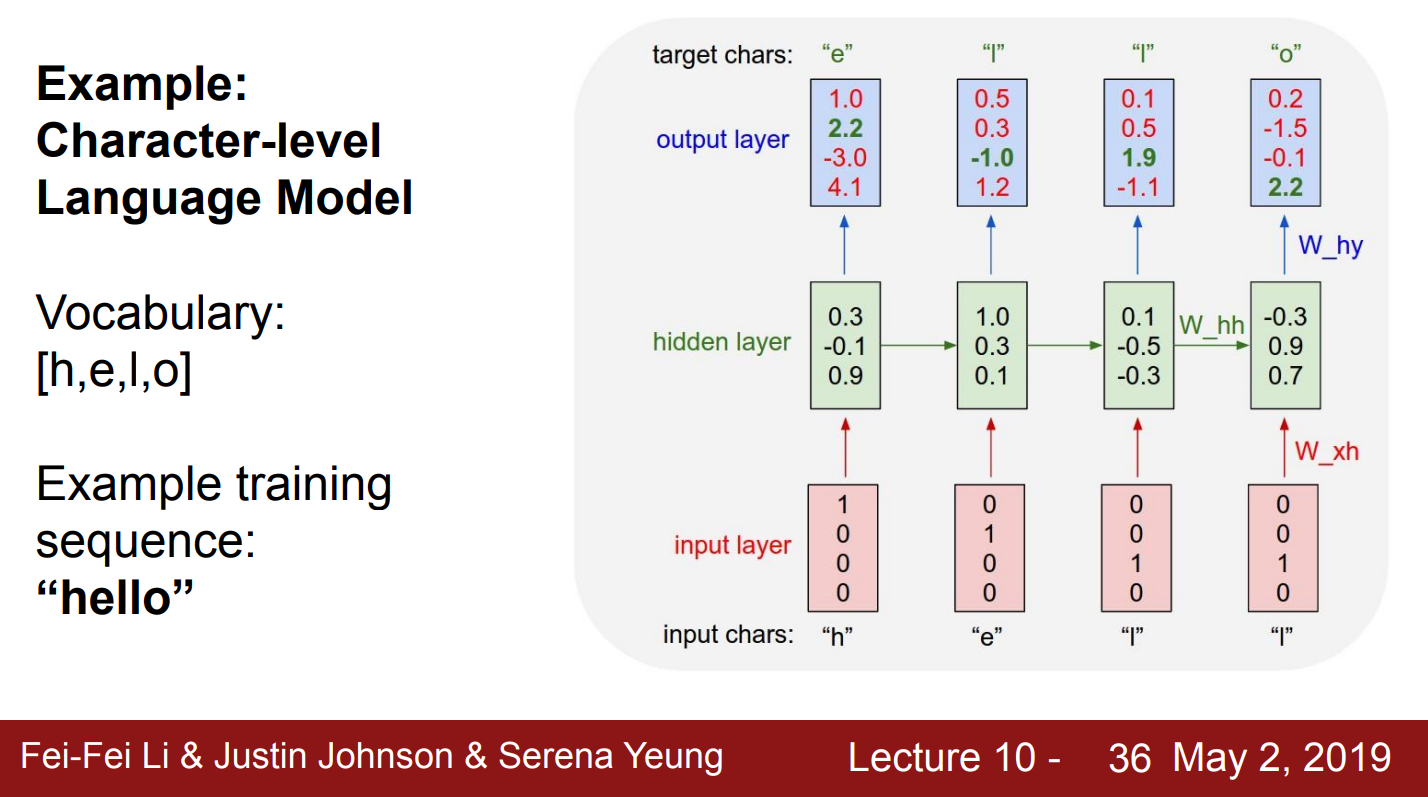 Example:
Character-level
Language Model
Vocabulary:
[h,e,l,o]
Example training
sequence:
“hello”
target chars: “e” “l” “l” “o”
output layer
1.0 0.5 0.1 0.2
2.2 0.3 0.5 -1.5
-3.0 -1.0 1.9 -0.1
4.1 1.2 -1.1 2.2
W_hy
hidden layer
0.3 1.0 0.1 -0.3
-0.1 0.3 -0.5 0.9
0.9 0.1 -0.3 0.7
W_hh
W_xh
input layer
1 0 0 0
0 1 0 0
0 0 1 1
0 0 0 0
input chars: “h” “e” “l” “l”
Fei-Fei Li & Justin Johnson & Serena Yeung Lecture 10 - 36 May 2, 2019